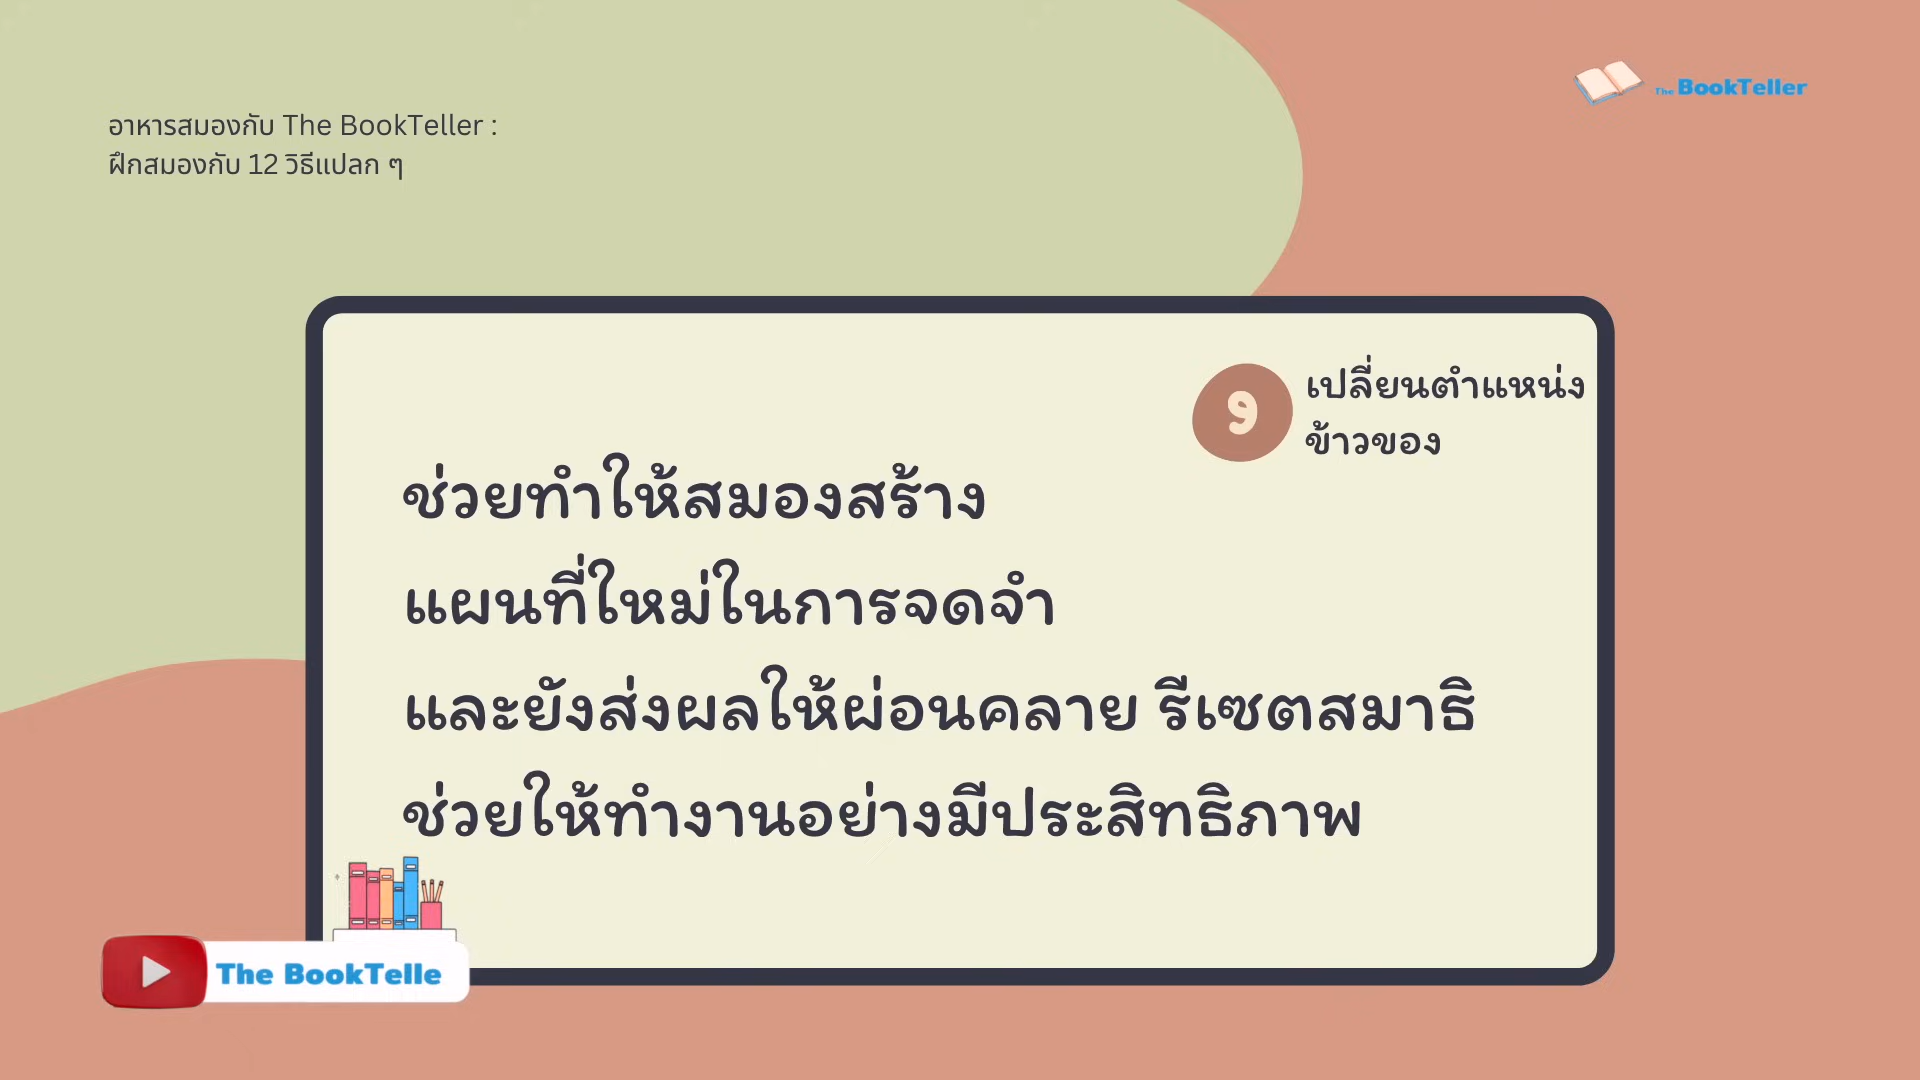 อาหารสมองกับ The BookTeller :
ฝึกสมองกับ 12 วิธีแปลก ๆ
The BookTeller
9
เปลี่ยนตำแหน่ง
ข้าวของ
ช่วยทำให้สมองสร้าง
แผนที่ใหม่ในการจดจำ
และยังส่งผลให้ผ่อนคลาย รีเซตสมาธิ
ช่วยให้ทำงานอย่างมีประสิทธิภาพ
The BookTelle